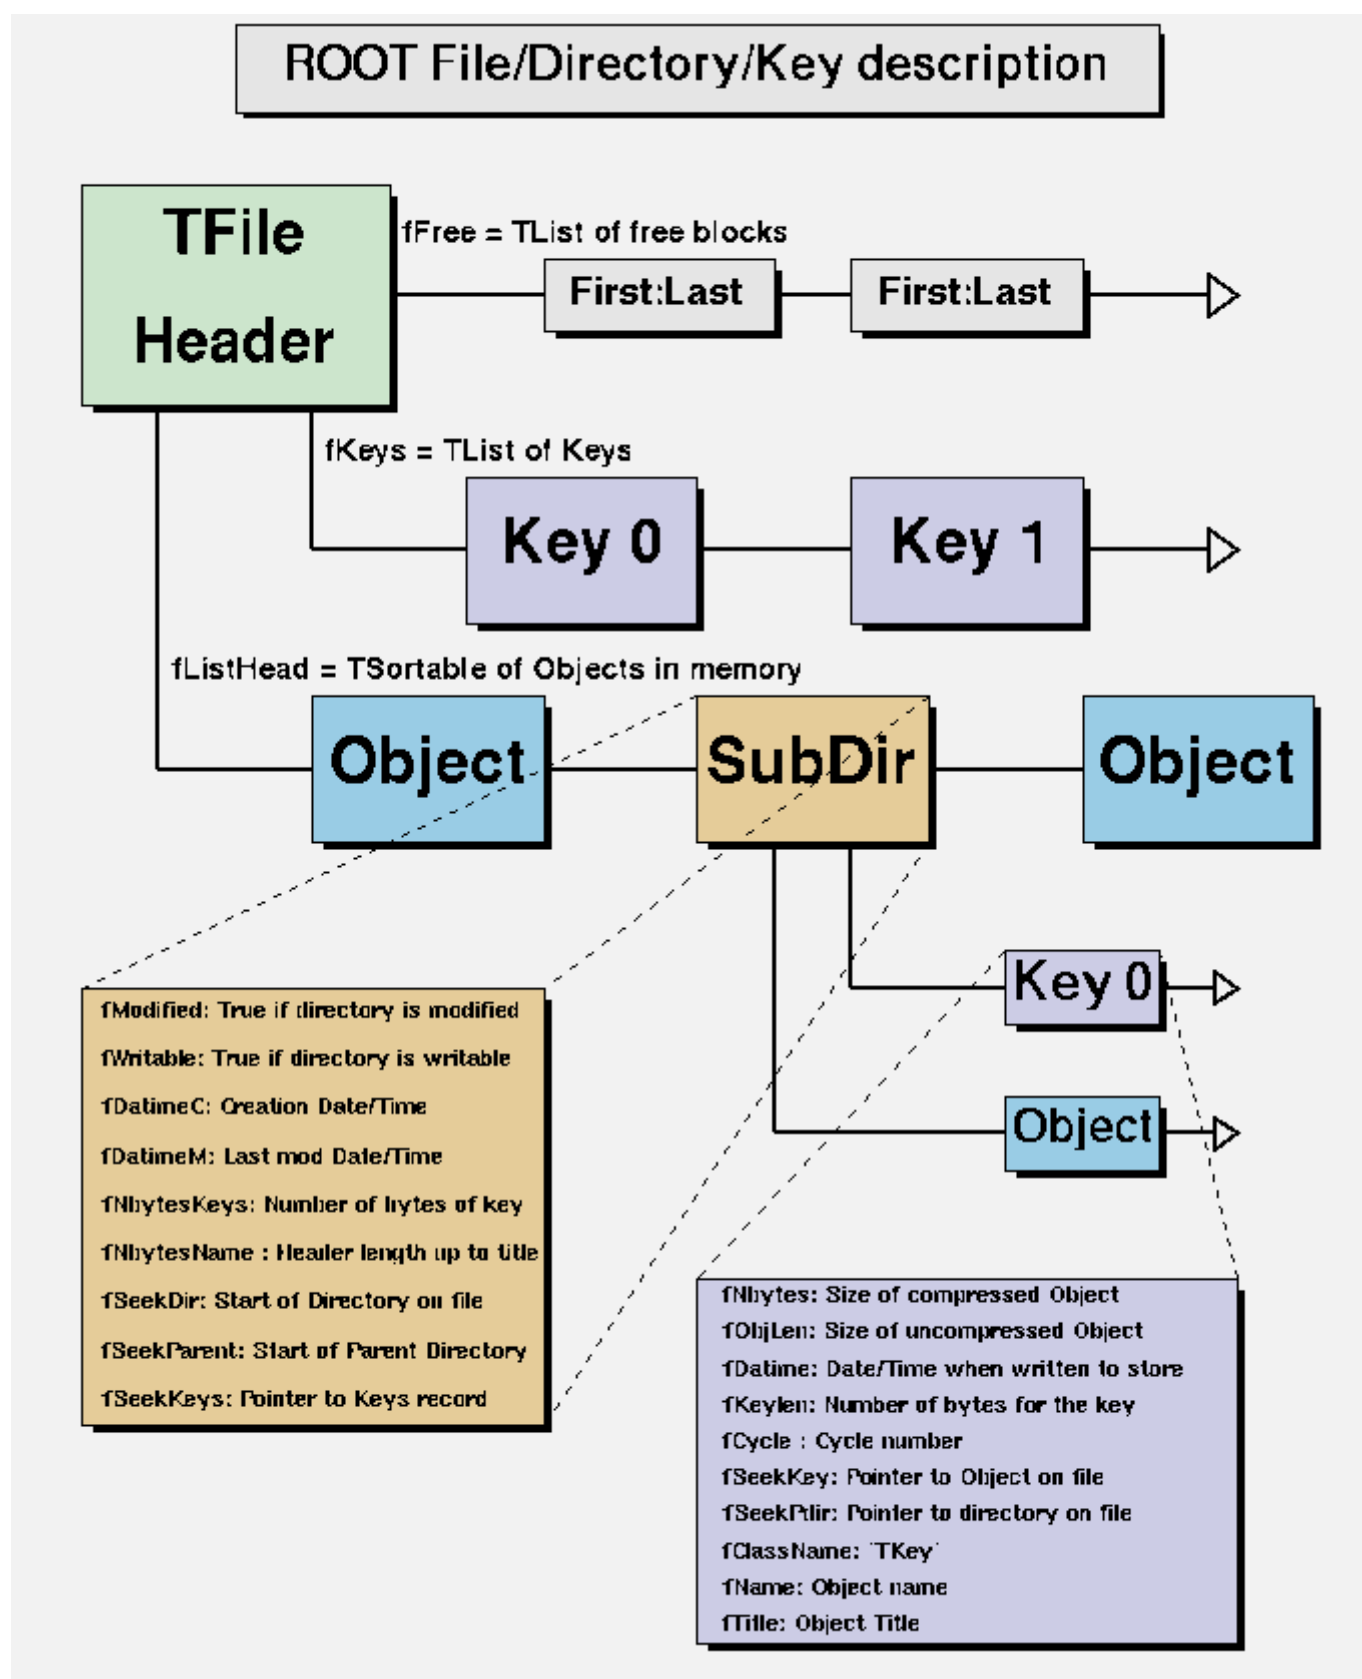 ROOT File/Directory/Key description
TFile
Header
fFree = TList of free blocks
First:Last
First:Last
fKeys = TList of Keys
Key 0
Key 1
fListHead = TSortable of Objects in memory
Object
SubDir
Object
Key 0
Object
fModified: True if directory is modified
fWritable: True if directory is writable
fDatimeC: Creation Date/Time
fDatimeM: Last mod Date/Time
fNbytesKeys: Number of bytes of key
fNbytesName : Header length up to title
fSeekDir: Start of Directory on file
fSeekParent: Start of Parent Directory
fSeekKeys: Pointer to Keys record
fNbytes: Size of compressed Object
fObjLen: Size of uncompressed Object
fDatime: Date/Time when written to store
fKeylen: Number of bytes for the key
fCycle : Cycle number
fSeekKey: Pointer to Object on file
fSeekPdir: Pointer to directory on file
fClassName: 'TKey'
fName: Object name
fTitle: Object Title